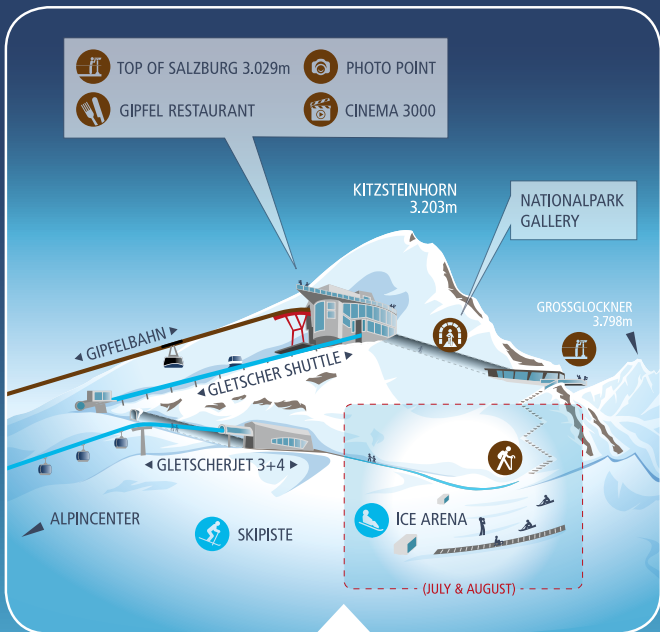 TOP OF SALZBURG 3.029m
PHOTO POINT
GIPFEL RESTAURANT
CINEMA 3000
KITZSTEINHORN
3.203m
NATIONALPARK
GALLERY
GROSSGLOCKNER
3.798m
GIPFELBAHN
GLETSCHER SHUTTLE
GLETSCHERJET 3+4
ALPINCENTER
SKIPISTE
ICE ARENA
(JULY & AUGUST)